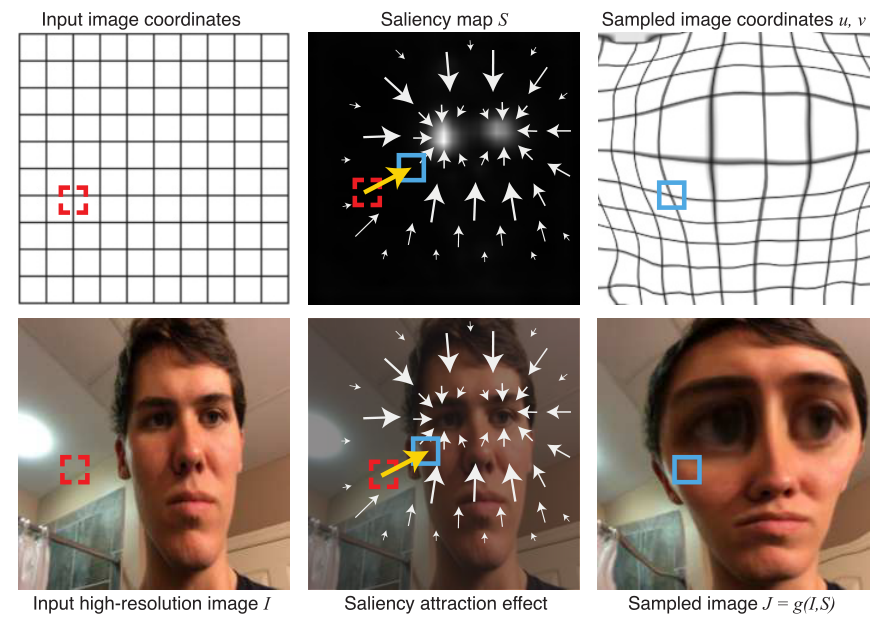 Input image coordinates
Saliency map S
Sampled image coordinates u, v
Input high-resolution image I
Saliency attraction effect
Sampled image J = g(I,S)